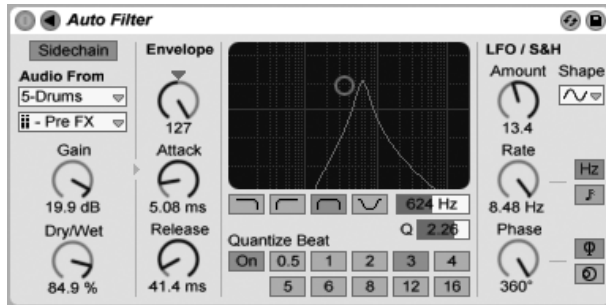 Auto Filter
Sidechain
Audio From
5-Drums
- Pre FX
Gain
19.9 dB
Dry/Wet
84.9 %
Envelope
127
Attack
5.08 ms
Release
41.4 ms
624 Hz
Q 2.26
Quantize Beat
On 0.5 1 2 3 4
5 6 8 12 16
LFO / S&H
Amount Shape
13.4
Rate
8.48 Hz
Hz
Phase
360°